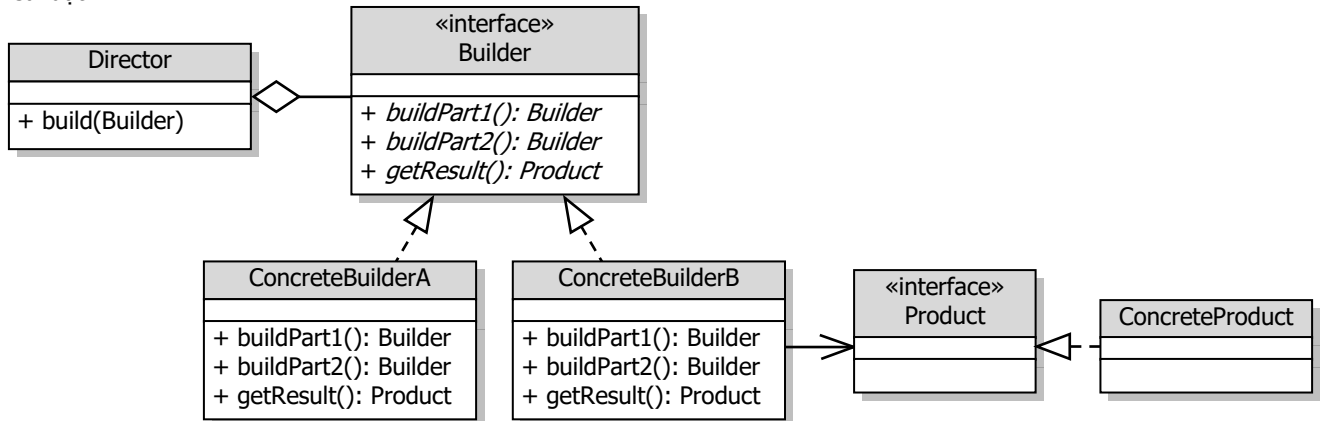 Director
+ build(Builder)
«interface»
Builder
+ buildPart1(): Builder
+ buildPart2(): Builder
+ getResult(): Product
ConcreteBuilderA
+ buildPart1(): Builder
+ buildPart2(): Builder
+ getResult(): Product
ConcreteBuilderB
+ buildPart1(): Builder
+ buildPart2(): Builder
+ getResult(): Product
«interface»
Product
ConcreteProduct